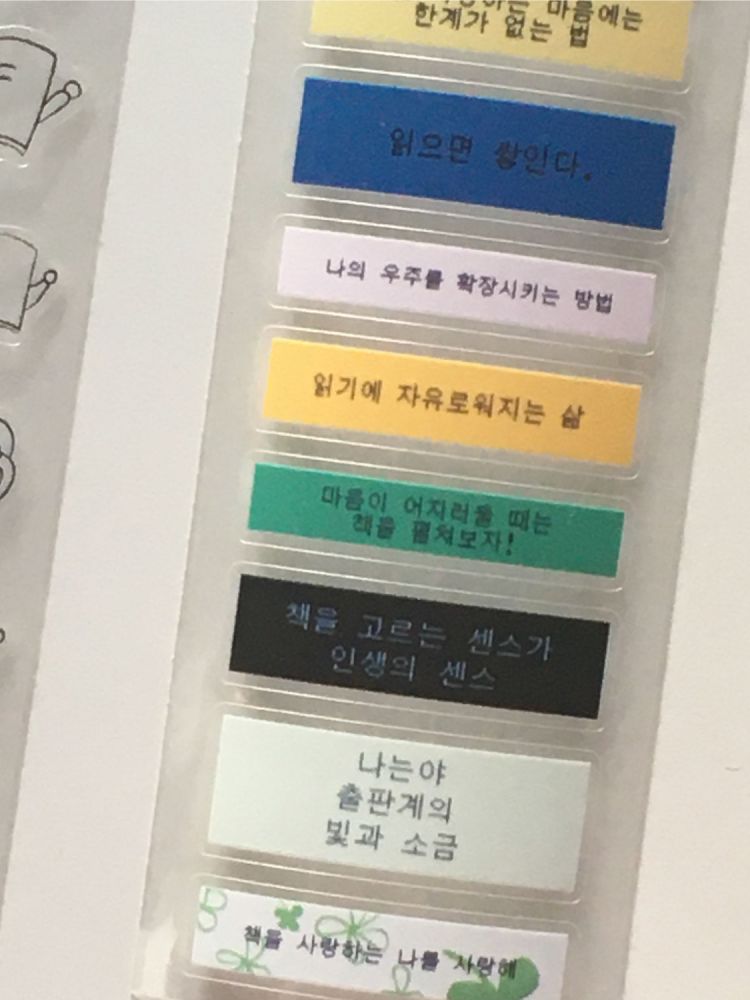 마음에는
한계가 없는 법
읽으면 쌓인다.
나의 우주를 확장시키는 방법
읽기에 자유로워지는 삶
마음이 어지러울 때는
책을 펼쳐보자!
책을 고르는 센스가
인생의 센스
나는야
출판계의
빛과 소금
책을 사랑하는 나를 사랑해